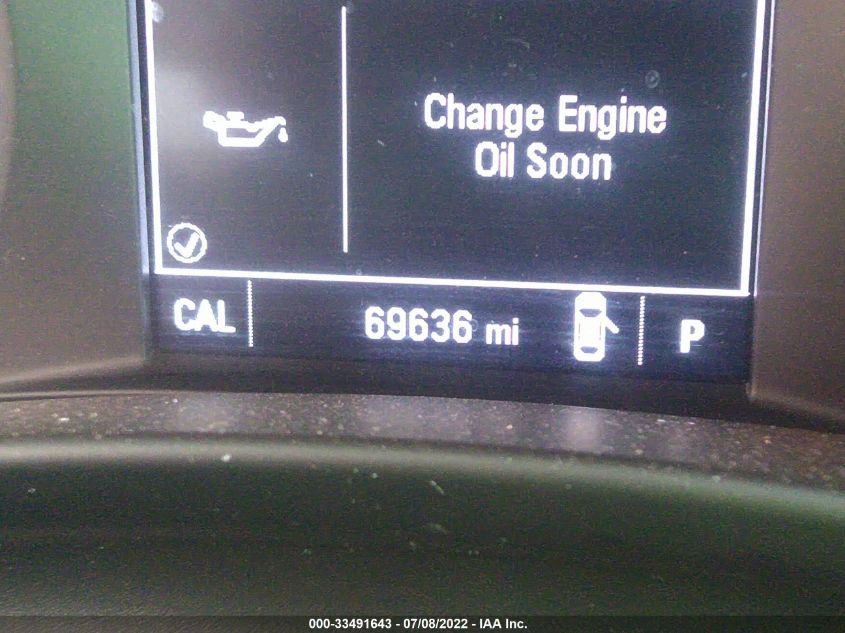 Change Engine
Oil Soon
CAL 69636 mi P
000-33491643 - 07/08/2022 - IAA Inc.